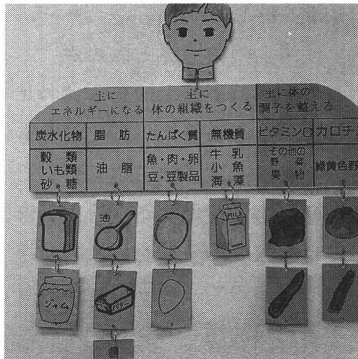 主に
エネルギーになる
主に
体の組織をつくる
主に体の
調子を整える
炭水化物
脂肪
たんぱく質
無機質
ビタミンC
カロテ
穀類
いも類
砂糖
油脂
魚・肉・卵
豆・豆製品
牛乳
小魚
海藻
その他の
野菜
果物
緑黄色野
油
MILK
ジャム